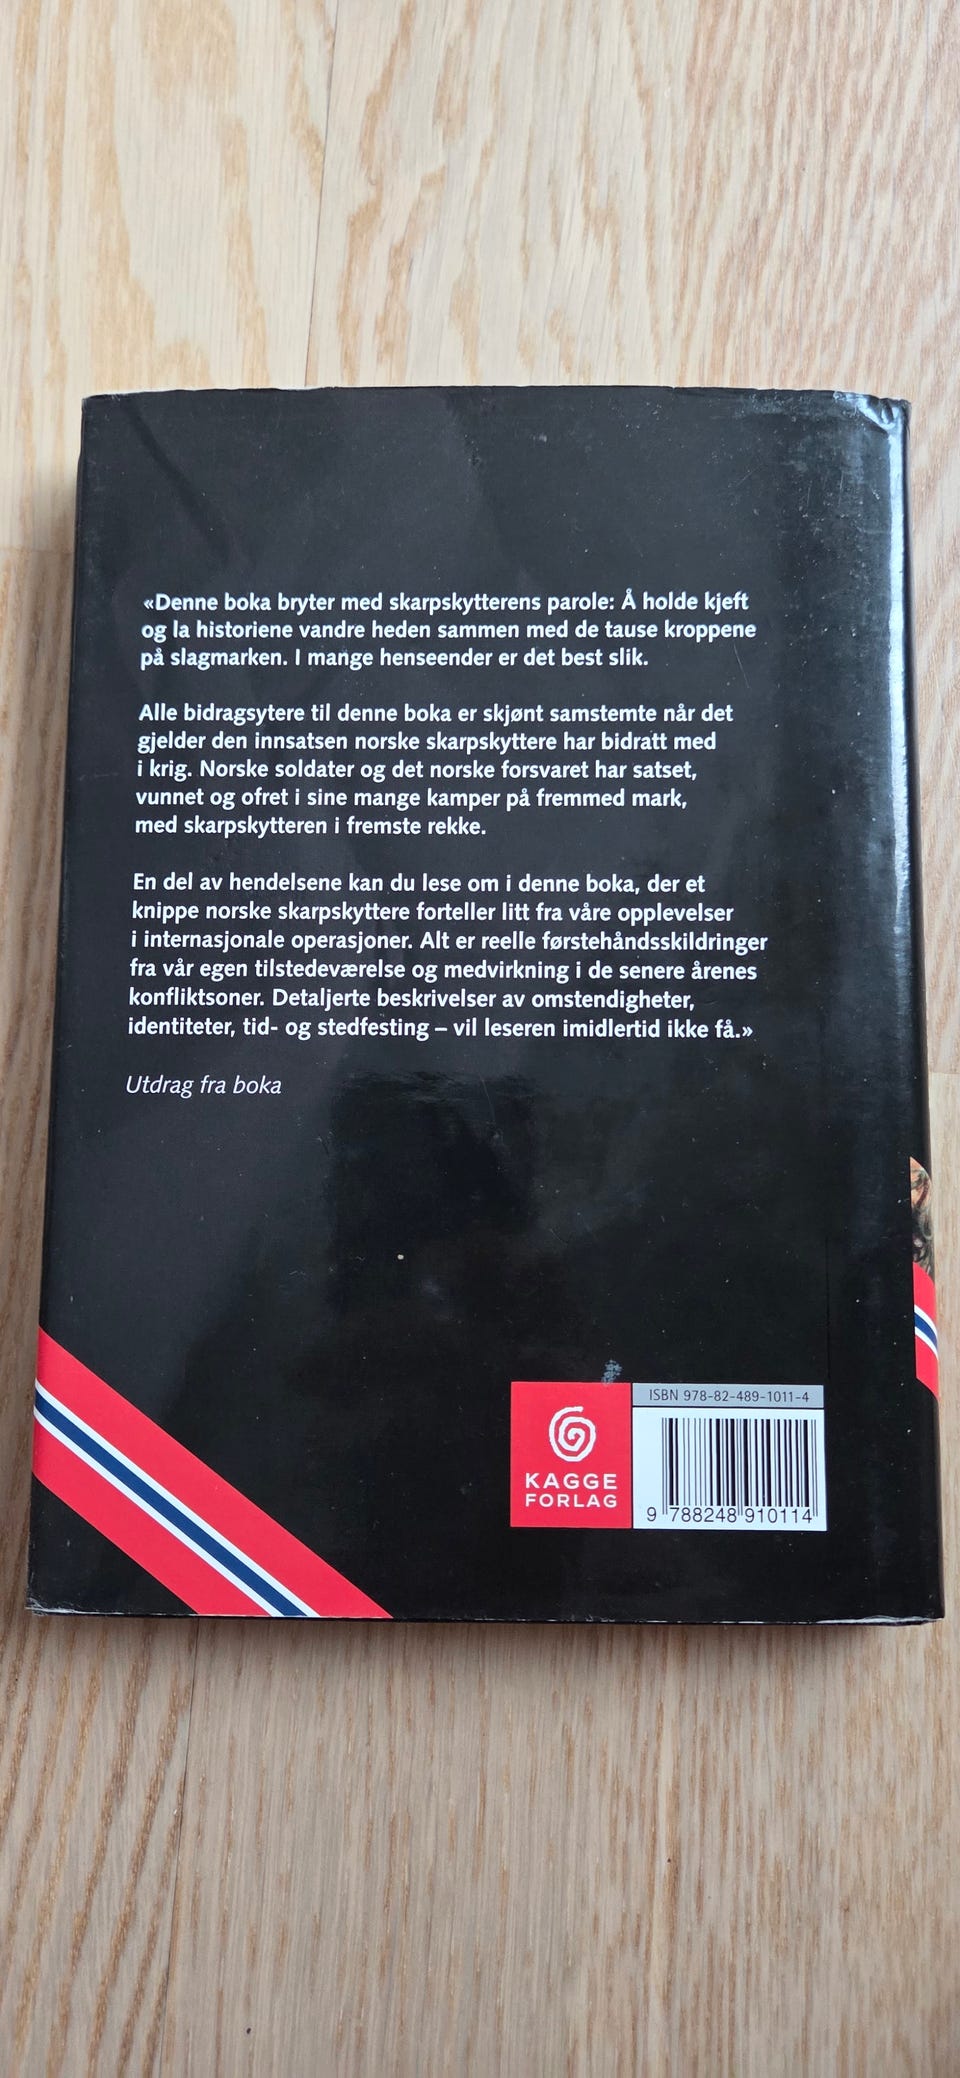 «Denne boka bryter med skarpskytterens parole: Å holde kjeft
og la historiene vandre heden sammen med de tause kroppene
på slagmarken. I mange henseender er det best slik.
Alle bidragsytere til denne boka er skjønt samstemte når det
gjelder den innsatsen norske skarpskyttere har bidratt med
i krig. Norske soldater og det norske forsvaret har satset,
vunnet og ofret i sine mange kamper på fremmed mark,
med skarpskytteren i fremste rekke.
En del av hendelsene kan du lese om i denne boka, der et
knippe norske skarpskyttere forteller litt fra våre opplevelser
i internasjonale operasjoner. Alt er reelle førstehåndsskildringer
fra vår egen tilstedeværelse og medvirkning i de senere årenes
konfliktsoner. Detaljerte beskrivelser av omstendigheter,
identiteter, tid- og stedfesting – vil leseren imidlertid ikke få.»
Utdrag fra boka
KAGGE
FORLAG
ISBN 978-82-489-1011-4
9 788248 910114